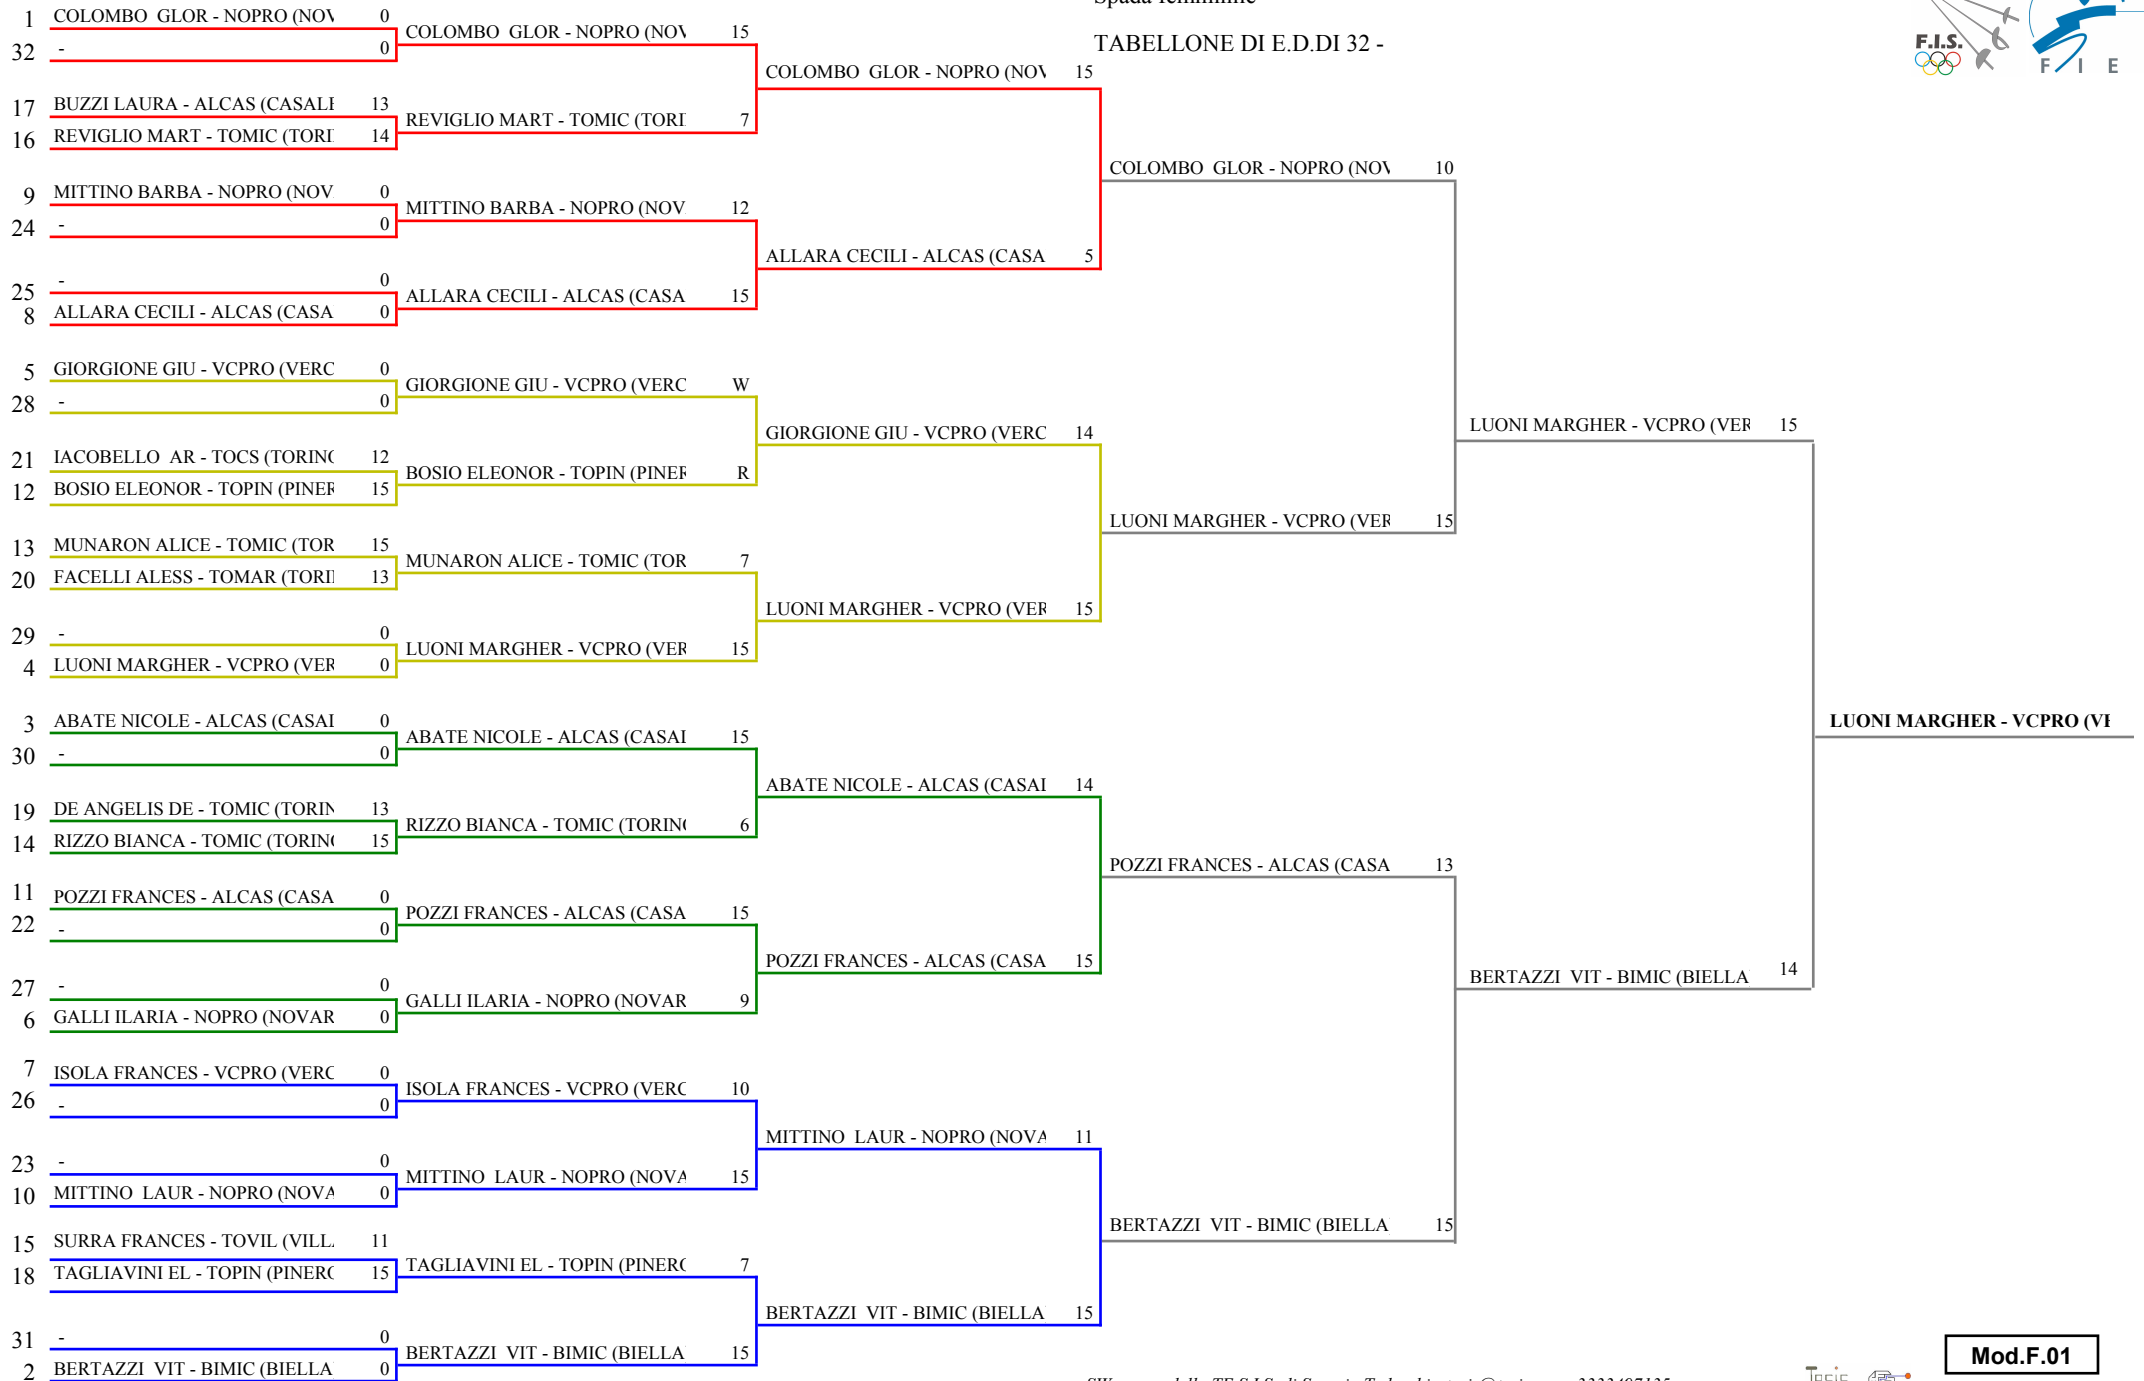 Spada femminile
TABELLONE DI E.D.DI 32 -
F.I.S.
F I E
1 COLOMBO GLOR - NOPRO (NOV 0
32 - 0
17 BUZZI LAURA - ALCAS (CASALE 13
16 REVIGLIO MART - TOMIC (TORI 14
9 MITTINO BARBA - NOPRO (NOV 0
24 - 0
25 - 0
8 ALLARA CECILI - ALCAS (CASA 0
5 GIORGIONE GIU - VCPRO (VERC 0
28 - 0
21 IACOBELLO AR - TOCS (TORINO 12
12 BOSIO ELEONOR - TOPIN (PINER 15
13 MUNARON ALICE - TOMIC (TOR 15
20 FACELLI ALESS - TOMAR (TORI 13
29 - 0
4 LUONI MARGHER - VCPRO (VER 0
3 ABATE NICOLE - ALCAS (CASAL 0
30 - 0
19 DE ANGELIS DE - TOMIC (TORIN 13
14 RIZZO BIANCA - TOMIC (TORINO 15
11 POZZI FRANCES - ALCAS (CASA 0
22 - 0
27 - 0
6 GALLI ILARIA - NOPRO (NOVAR 0
7 ISOLA FRANCES - VCPRO (VERC 0
26 - 0
23 - 0
10 MITTINO LAUR - NOPRO (NOVA 0
15 SURRA FRANCES - TOVIL (VILL 11
18 TAGLIAVINI EL - TOPIN (PINERO 15
31 - 0
2 BERTAZZI VIT - BIMIC (BIELLA 0
COLOMBO GLOR - NOPRO (NOV 15
REVIGLIO MART - TOMIC (TORI 7
MITTINO BARBA - NOPRO (NOV 12
ALLARA CECILI - ALCAS (CASA 15
GIORGIONE GIU - VCPRO (VERC W
BOSIO ELEONOR - TOPIN (PINER R
MUNARON ALICE - TOMIC (TOR 7
LUONI MARGHER - VCPRO (VER 15
ABATE NICOLE - ALCAS (CASAL 15
RIZZO BIANCA - TOMIC (TORINO 6
POZZI FRANCES - ALCAS (CASA 15
GALLI ILARIA - NOPRO (NOVAR 9
ISOLA FRANCES - VCPRO (VERC 10
MITTINO LAUR - NOPRO (NOVA 15
TAGLIAVINI EL - TOPIN (PINERO 7
BERTAZZI VIT - BIMIC (BIELLA 15
COLOMBO GLOR - NOPRO (NOV 15
ALLARA CECILI - ALCAS (CASA 5
GIORGIONE GIU - VCPRO (VERC 14
LUONI MARGHER - VCPRO (VER 15
ABATE NICOLE - ALCAS (CASAL 14
POZZI FRANCES - ALCAS (CASA 15
MITTINO LAUR - NOPRO (NOVA 11
BERTAZZI VIT - BIMIC (BIELLA 15
COLOMBO GLOR - NOPRO (NOV 10
LUONI MARGHER - VCPRO (VER 15
POZZI FRANCES - ALCAS (CASA 13
BERTAZZI VIT - BIMIC (BIELLA 15
LUONI MARGHER - VCPRO (VER 15
BERTAZZI VIT - BIMIC (BIELLA 14
LUONI MARGHER - VCPRO (VE
Mod.F.01